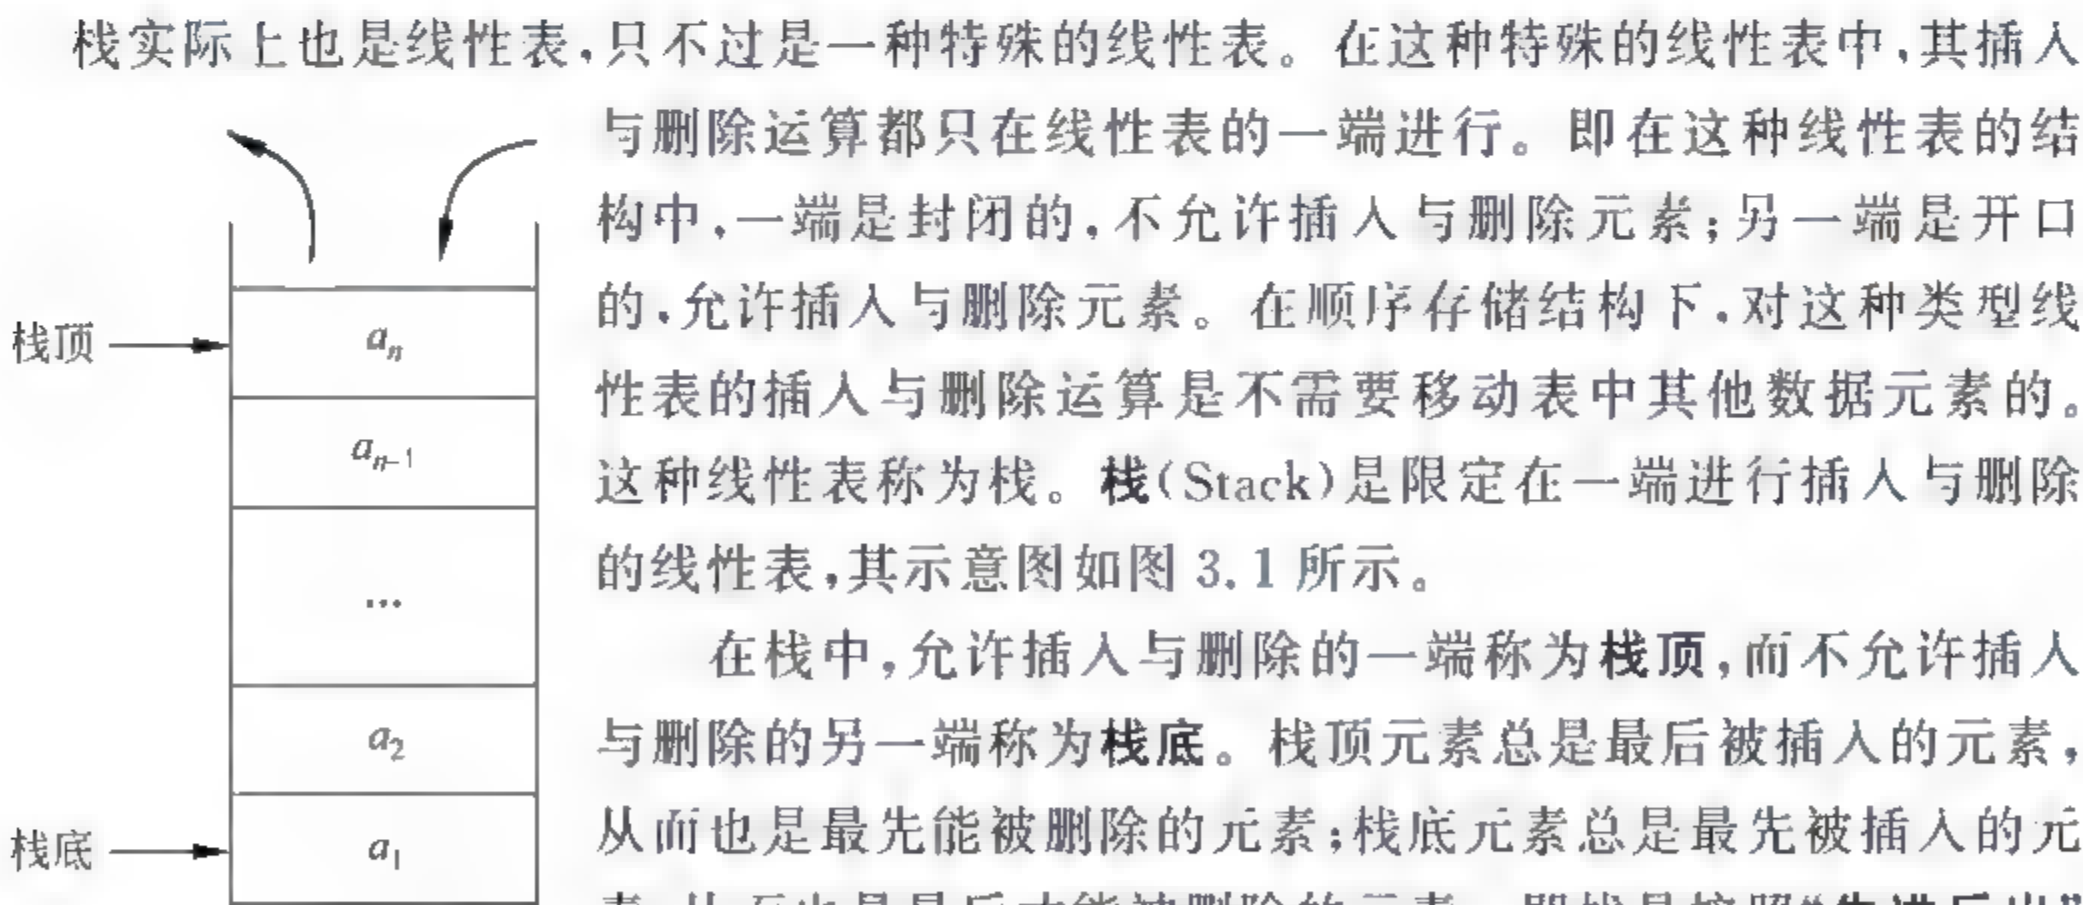 栈实际上也是线性表,只不过是一种特殊的线性表。在这种特殊的线性表中,其插入
与删除运算都只在线性表的一端进行。即在这种线性表的结
构中,一端是封闭的,不允许插入与删除元素;另一端是开口
的,允许插入与删除元素。在顺序存储结构下,对这种类型线
性表的插入与删除运算是不需要移动表中其他数据元素的。
这种线性表称为栈。栈(Stack)是限定在一端进行插入与删除
的线性表,其示意图如图 3.1 所示。
在栈中,允许插入与删除的一端称为栈顶,而不允许插入
与删除的另一端称为栈底。栈顶元素总是最后被插入的元素,
从而也是最先能被删除的元素;栈底元素总是最先被插入的元
栈顶
aₙ
aₙ₋₁
…
a₂
栈底
a₁